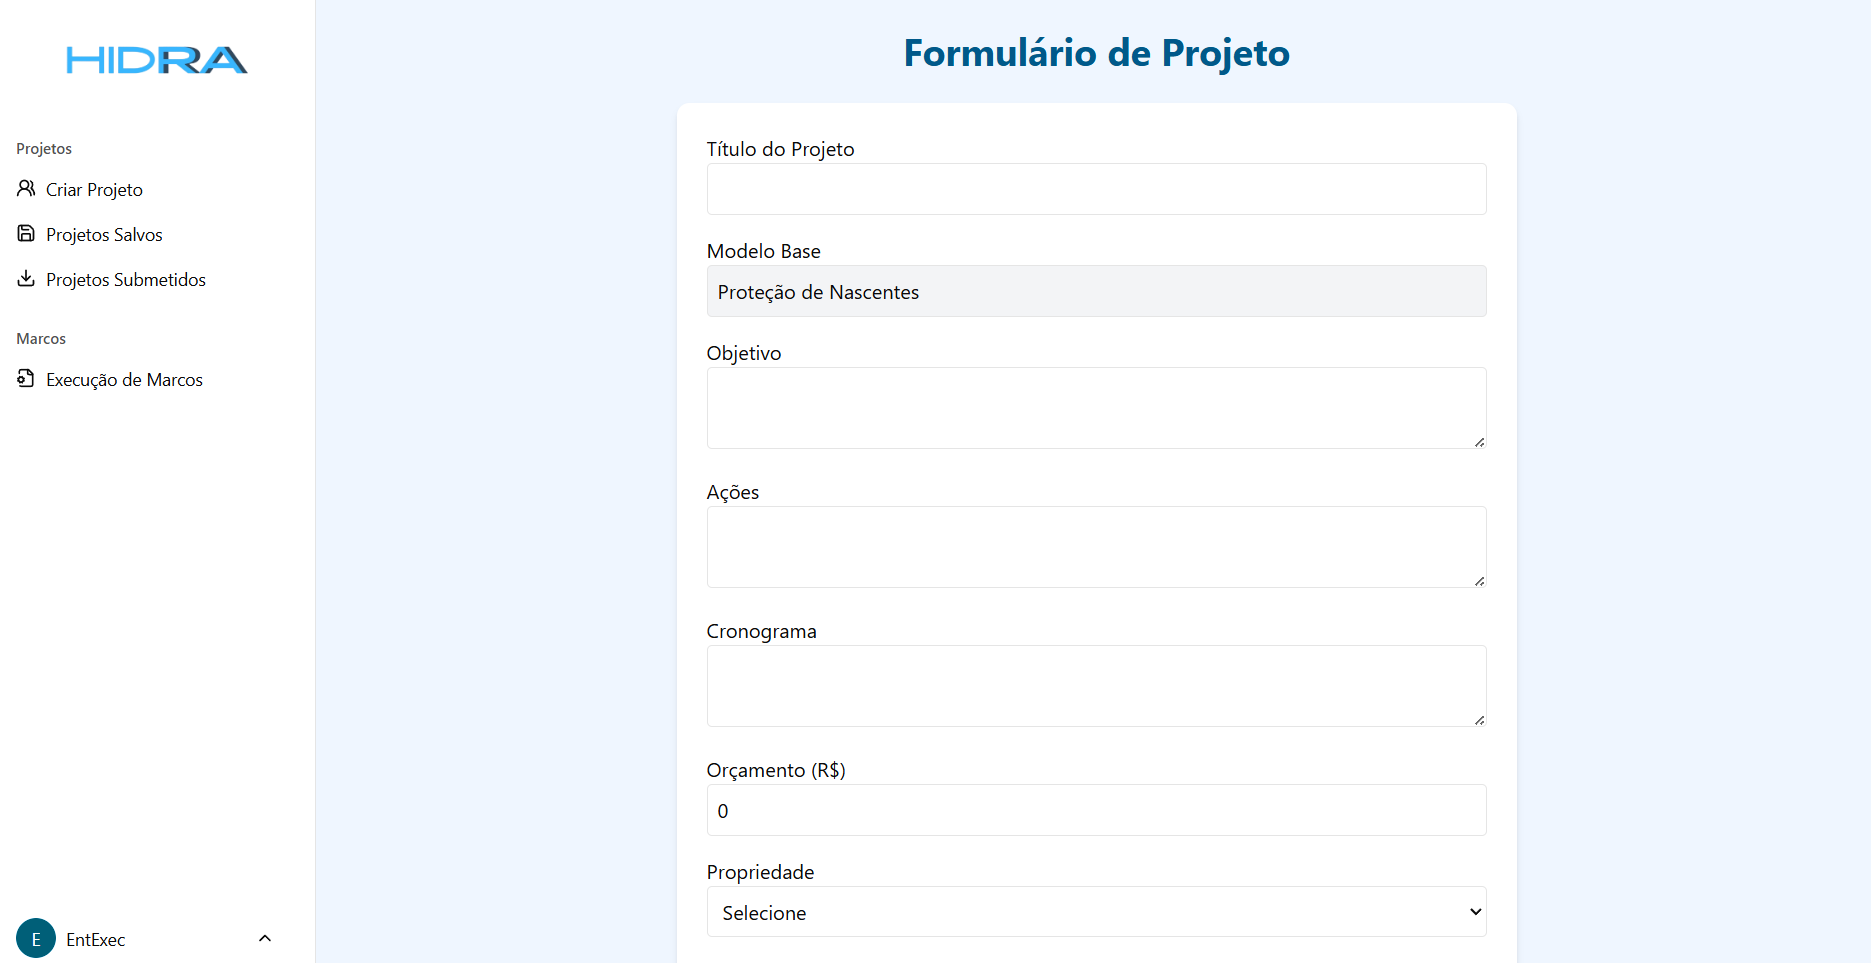 HIDRA
Projetos
Criar Projeto
Projetos Salvos
Projetos Submetidos
Marcos
Execução de Marcos
E
EntExec
Formulário de Projeto
Título do Projeto
Modelo Base
Proteção de Nascentes
Objetivo
Ações
Cronograma
Orçamento (R$)
0
Propriedade
Selecione